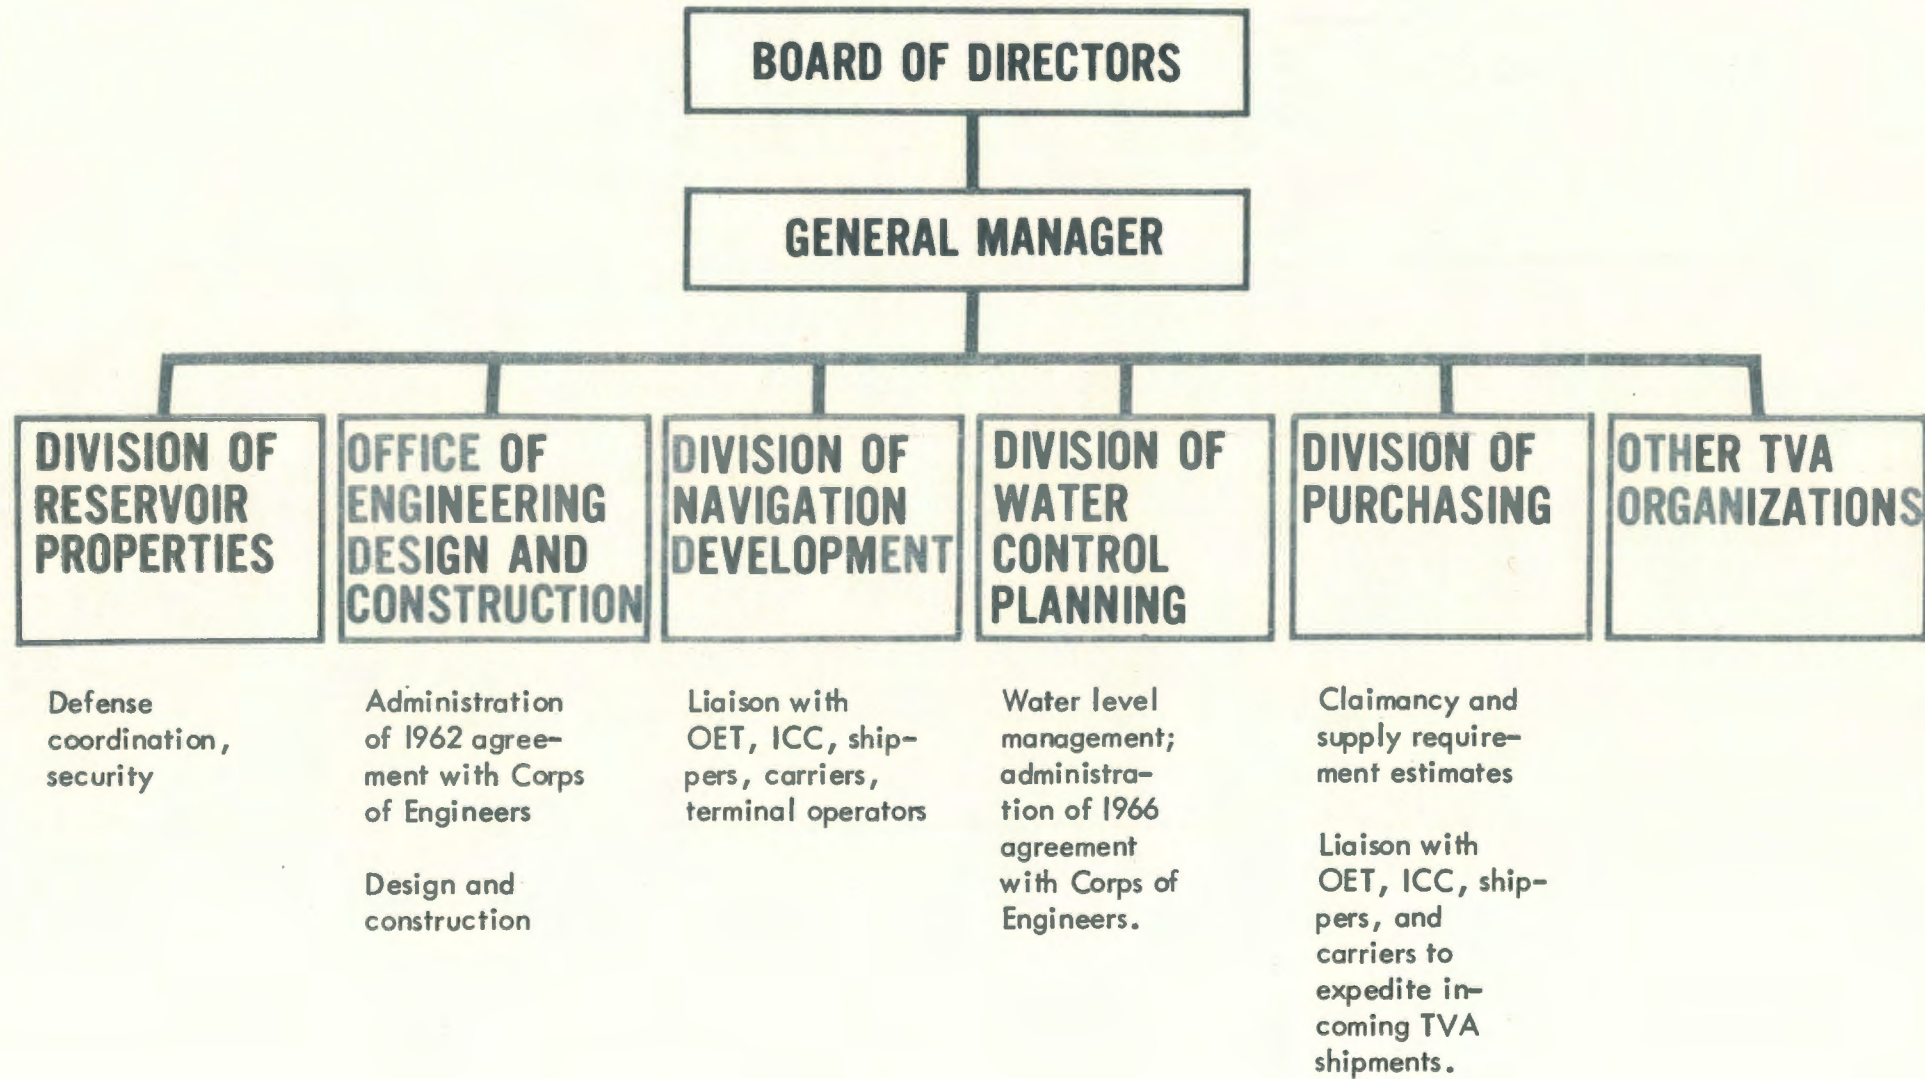 BOARD OF DIRECTORS
GENERAL MANAGER
DIVISION OF
RESERVOIR
PROPERTIES
Defense
coordination,
security
OFFICE OF
ENGINEERING
DESIGN AND
CONSTRUCTION
Administration
of 1962 agree-
ment with Corps
of Engineers
Design and
construction
DIVISION OF
NAVIGATION
DEVELOPMENT
Liaison with
OET, ICC, ship-
pers, carriers,
terminal operators
DIVISION OF
WATER
CONTROL
PLANNING
Water level
management;
administra-
tion of 1966
agreement
with Corps of
Engineers.
DIVISION OF
PURCHASING
Claimancy and
supply require-
ment estimates
Liaison with
OET, ICC, ship-
pers, and
carriers to
expedite in-
coming TVA
shipments.
OTHER TVA
ORGANIZATIONS